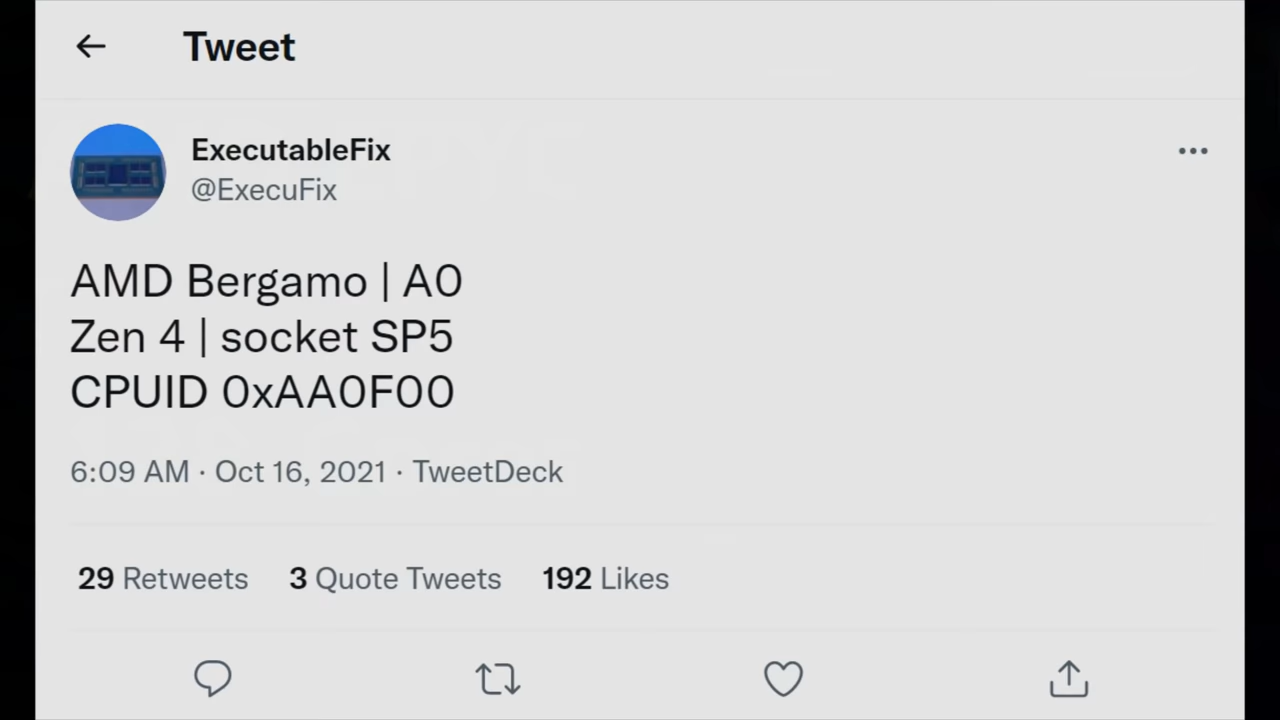 Tweet
ExecutableFix
@ExecuFix
AMD Bergamo | A0
Zen 4 | socket SP5
CPUID 0xAA0F00
6:09 AM · Oct 16, 2021 · TweetDeck
29 Retweets 3 Quote Tweets 192 Likes